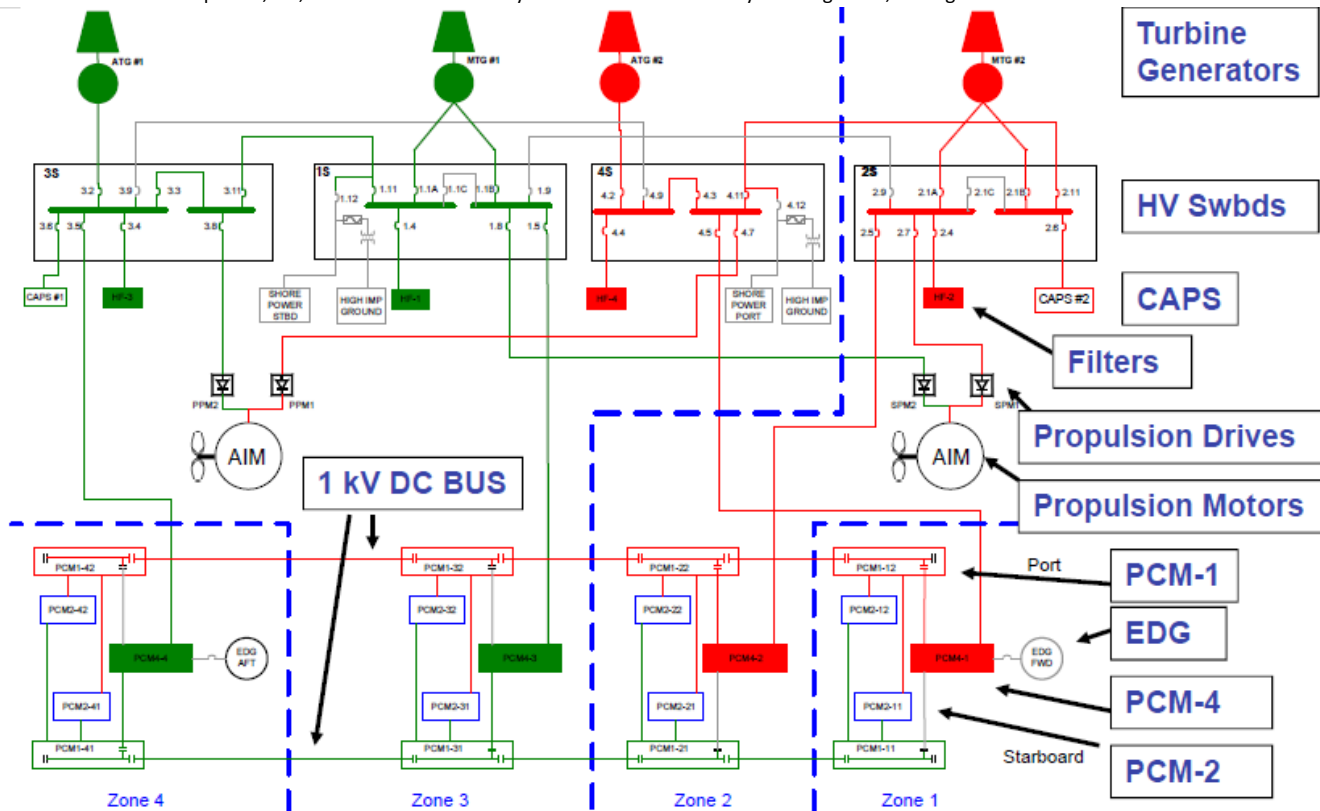 ATG #1
MTG #1
ATG #2
MTG #2
Turbine
Generators
3S
3.2
3.9
3.3
3.11
3.6
3.5
3.4
3.8
1S
1.12
1.11
1.1A
1.1C
1.1B
1.9
1.4
1.8
1.5
4S
4.2
4.9
4.3
4.11
4.12
4.4
4.5
4.7
2S
2.9
2.1A
2.1C
2.1B
2.11
2.5
2.7
2.4
2.6
HV Swbds
CAPS #1
HF-3
SHORE
POWER
STBD
HIGH IMP
GROUND
HF-1
HF-4
SHORE
POWER
PORT
HIGH IMP
GROUND
HF-2
CAPS #2
CAPS
Filters
PPM2
PPM1
SPM2
SPM1
AIM
AIM
Propulsion Drives
Propulsion Motors
1 kV DC BUS
PCM1-42
PCM1-32
PCM1-22
PCM1-12
Port
PCM-1
PCM2-42
PCM2-32
PCM2-22
PCM2-12
EDG
PCM4-4
EDG
AFT
PCM4-3
PCM4-2
PCM4-1
EDG
FWD
PCM-4
PCM2-41
PCM2-31
PCM2-21
PCM2-11
PCM1-41
PCM1-31
PCM1-21
PCM1-11
Starboard
PCM-2
Zone 4
Zone 3
Zone 2
Zone 1